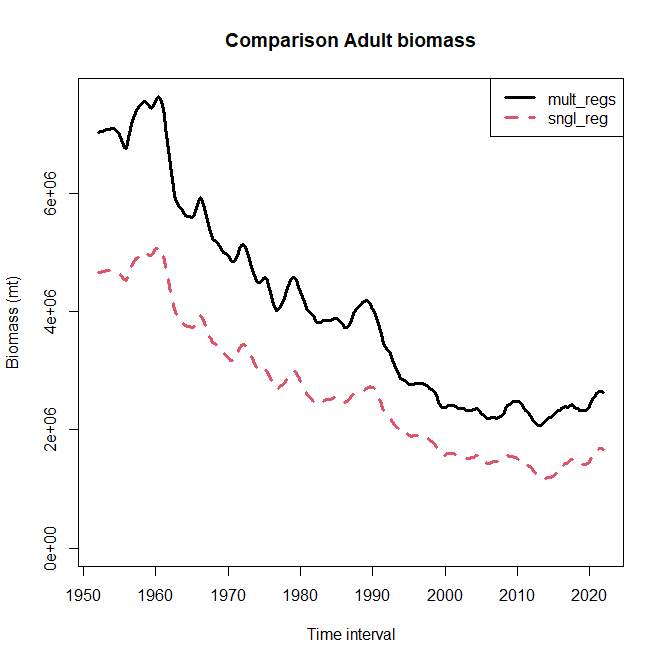 Comparison Adult biomass
mult_regs
sngl_reg
6e+06
4e+06
2e+06
0e+00
Biomass (mt)
1950 1960 1970 1980 1990 2000 2010 2020
Time interval